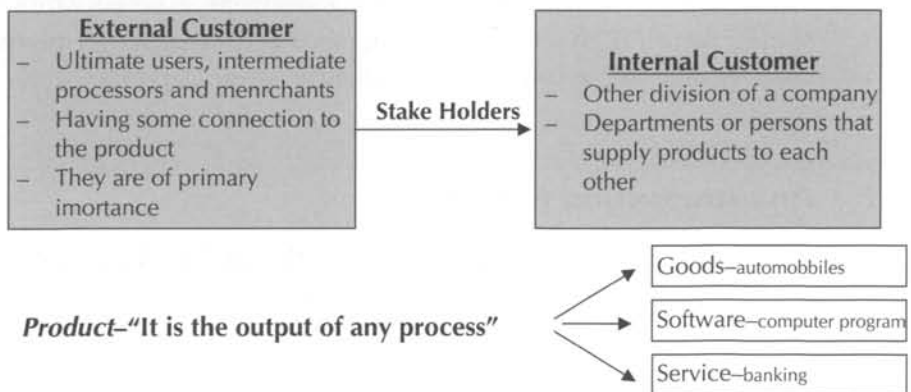 External Customer
– Ultimate users, intermediate
processors and menrchants
– Having some connection to
the product
– They are of primary
imortance
Stake Holders
Internal Customer
– Other division of a company
– Departments or persons that
supply products to each
other
Product–“It is the output of any process”
Goods–automobbiles
Software–computer program
Service–banking